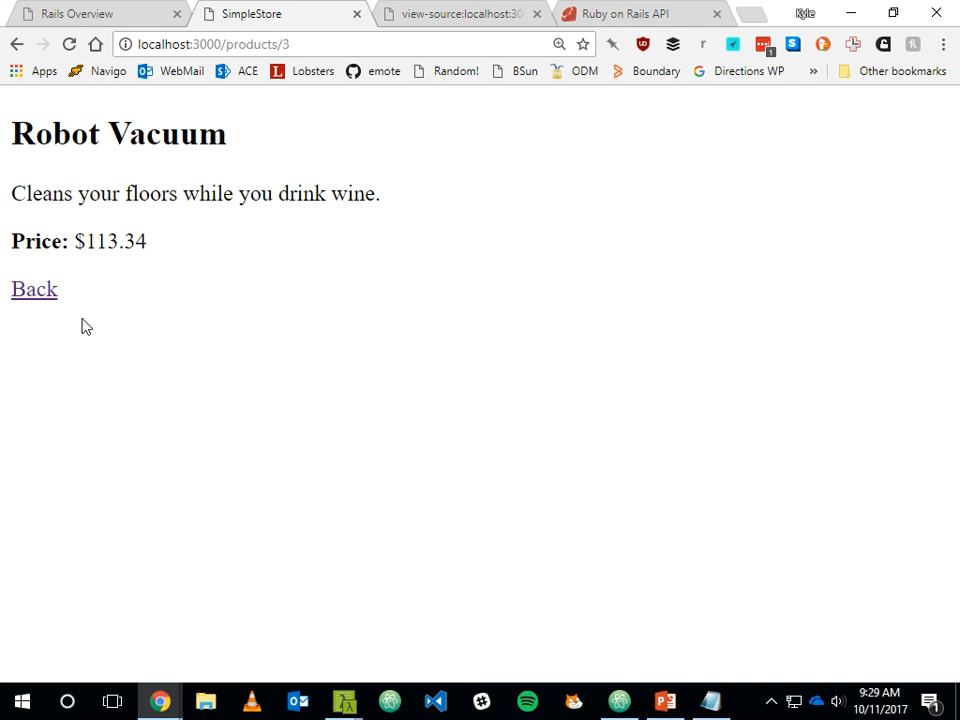 Rails Overview
SimpleStore
view-source:localhost:30
Ruby on Rails API
Kyle
localhost:3000/products/3
Apps
Navigo
WebMail
ACE
Lobsters
emote
Random!
BSun
ODM
Boundary
Directions WP
»
Other bookmarks
Robot Vacuum
Cleans your floors while you drink wine.
Price: $113.34
Back
9:29 AM
10/11/2017